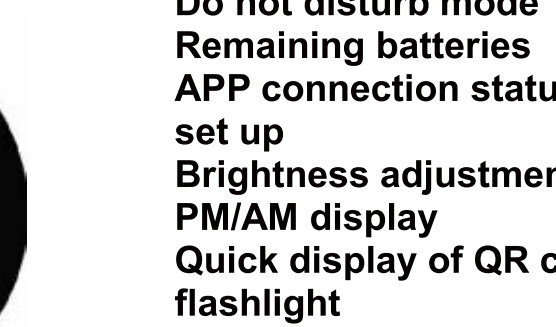 Do not disturb mode
Remaining batteries
APP connection statu
set up
Brightness adjustmen
PM/AM display
Quick display of QR c
flashlight